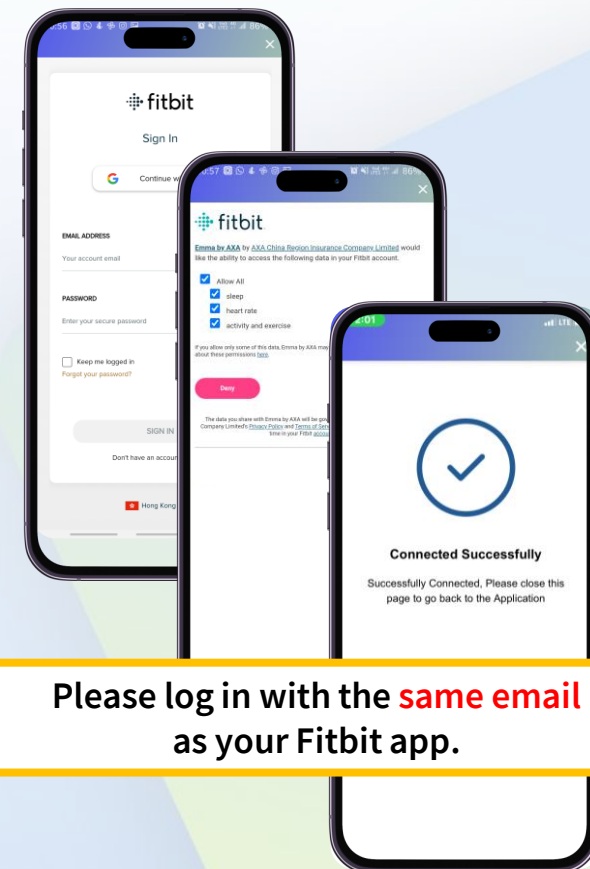 fitbit
Sign In
Continue
EMAIL ADDRESS
Your account email
PASSWORD
Enter your secure password
Keep me logged in
Forgot your password?
SIGN IN
Don't have an
Hong Kong
:57
86%
fitbit
Emma by AXA by AXA China Region Insurance Company Limited would
like the ability to access the following data in your Fitbit account.
Allow All
sleep
heart rate
activity and exercise
If you allow only some of this data, Emma by AXA may
about these permissions here.
Deny
The data you share with Emma by AXA will be
Company Limited's Privacy Policy and Terms of
time in your Fitbit
2:01
LTE
Connected Successfully
Successfully Connected, Please close this
page to go back to the Application
Please log in with the same email
as your Fitbit app.